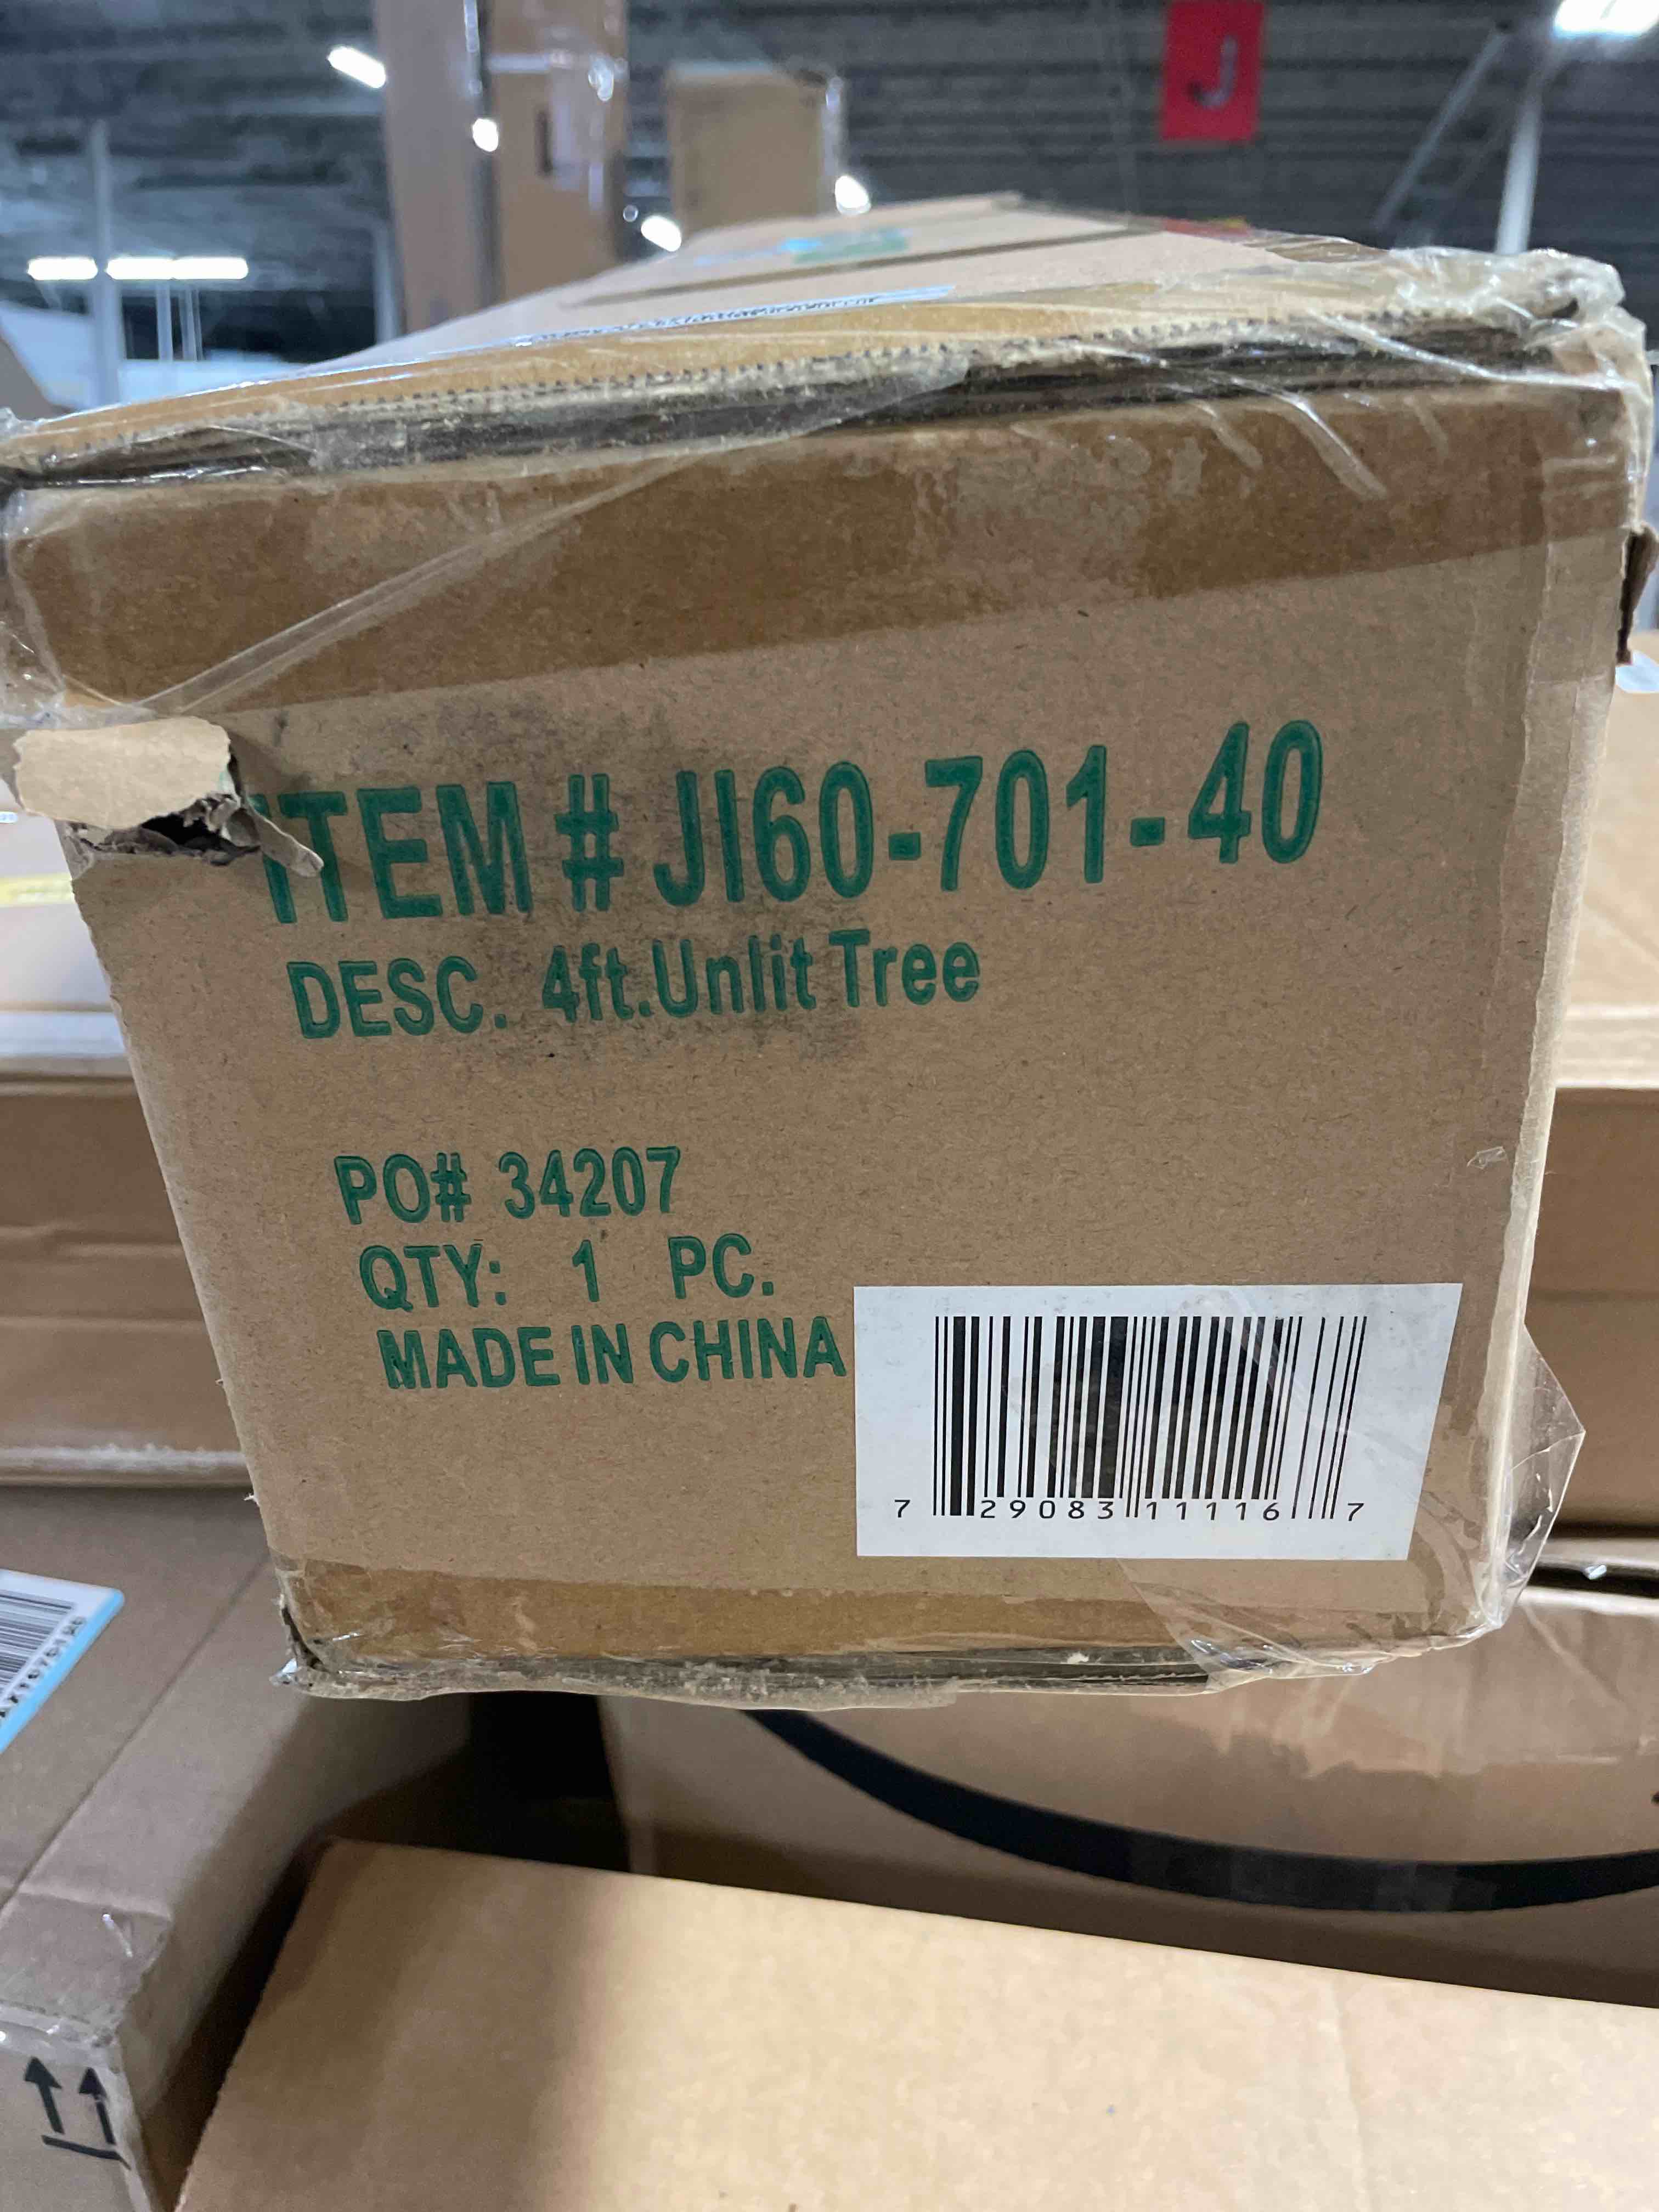 J
ITEM # JI60-701-40
DESC. 4ft.Unlit Tree
PO# 34207
QTY: 1 PC.
MADE IN CHINA
7 29083 11116 7